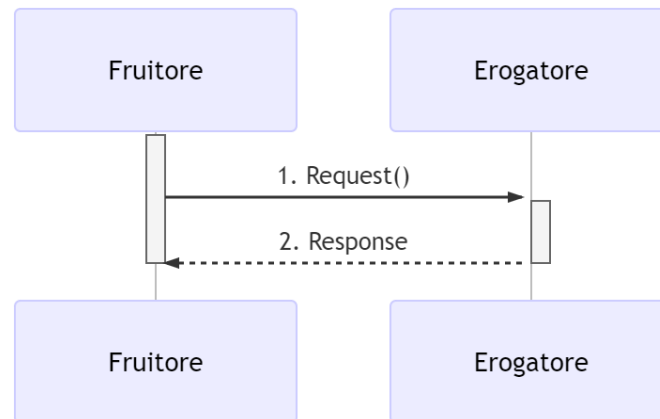 Fruitore
Erogatore
1. Request()
2. Response
Fruitore
Erogatore